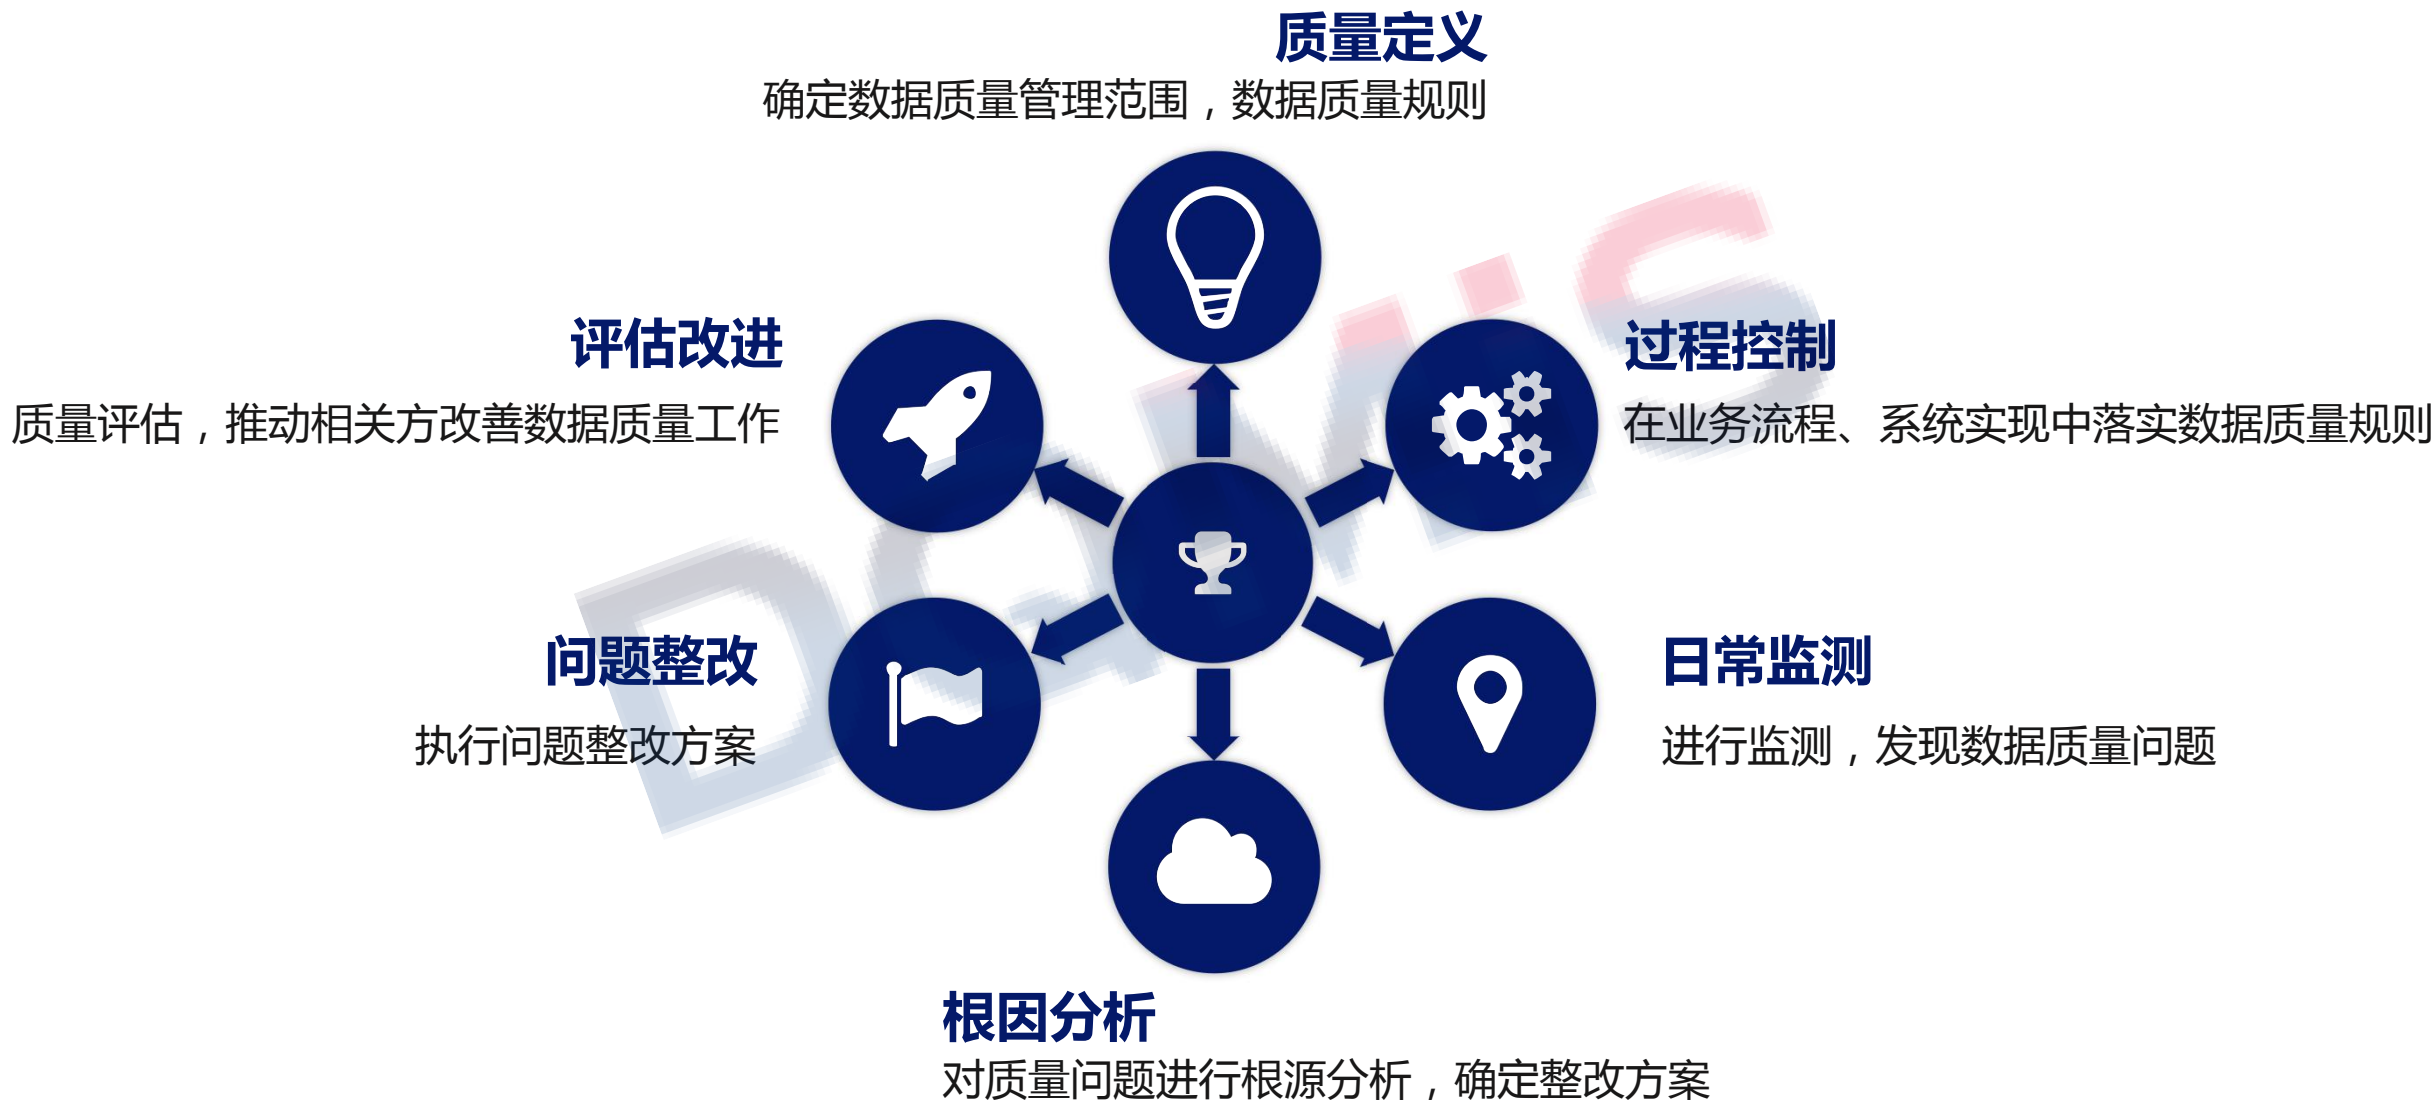 质量定义
确定数据质量管理范围，数据质量规则
评估改进
质量评估，推动相关方改善数据质量工作
过程控制
在业务流程、系统实现中落实数据质量规则
问题整改
执行问题整改方案
日常监测
进行监测，发现数据质量问题
根因分析
对质量问题进行根源分析，确定整改方案
DQMIS